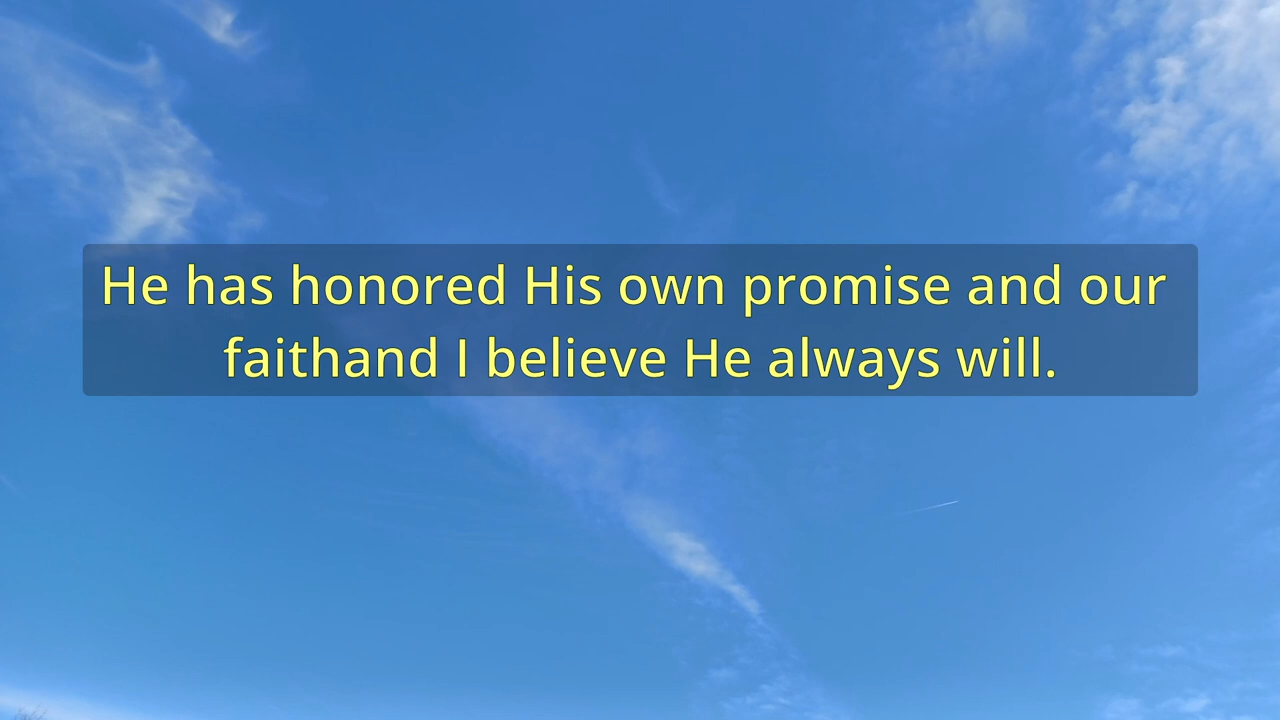 He has honored His own promise and our
faithand I believe He always will.